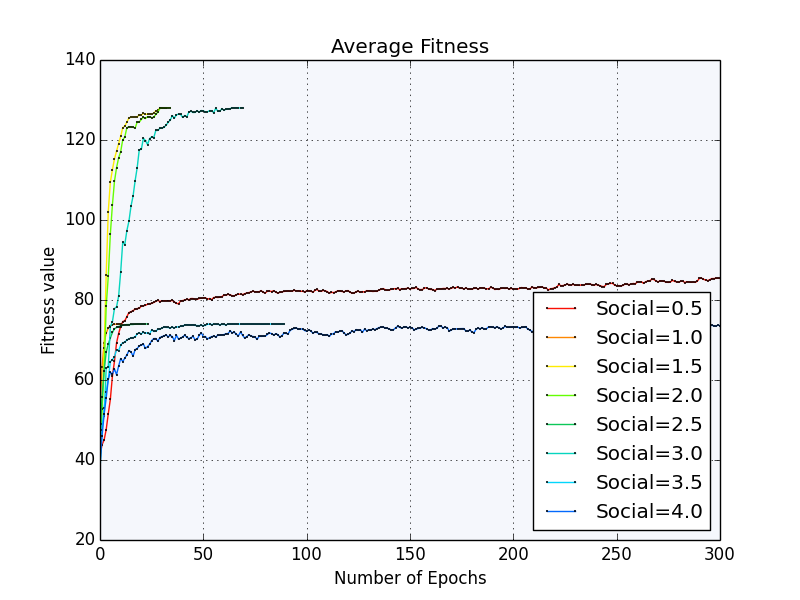 Average Fitness
140
120
100
80
60
40
20
Fitness value
Social=0.5
Social=1.0
Social=1.5
Social=2.0
Social=2.5
Social=3.0
Social=3.5
Social=4.0
0 50 100 150 200 250 300
Number of Epochs